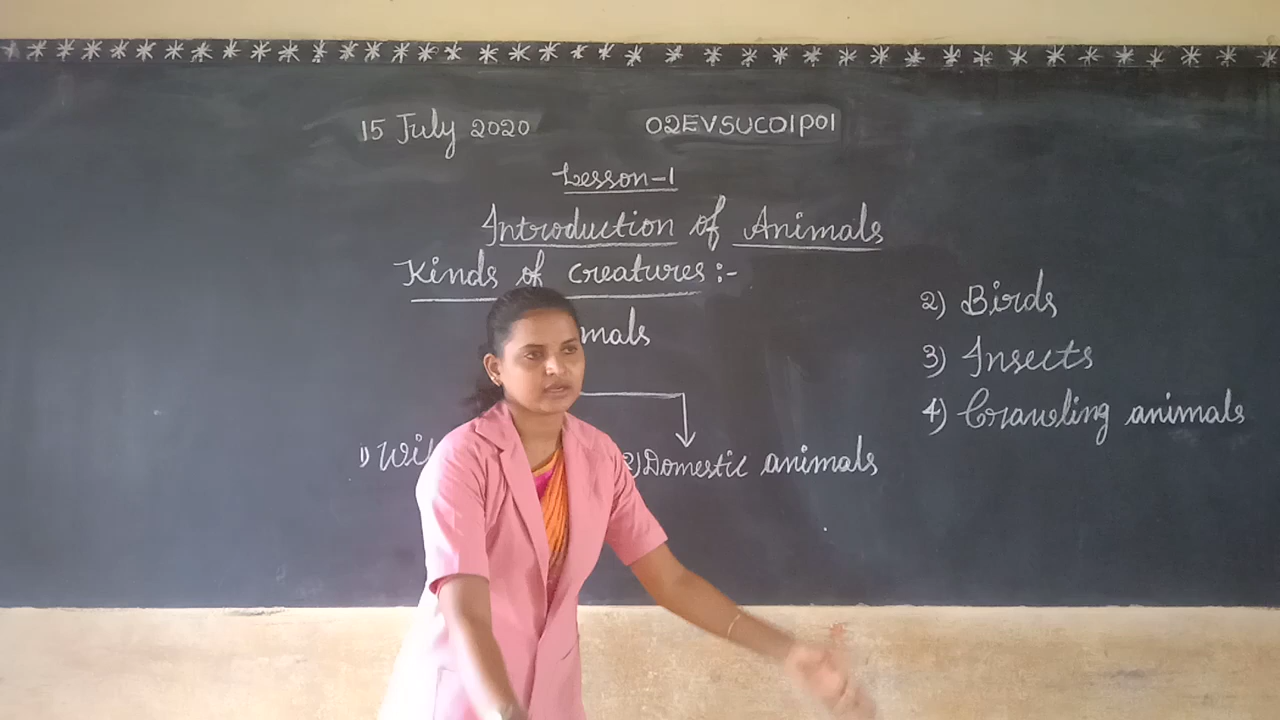 15 July 2020
02EVSUC01P01
Lesson-1
Introduction of Animals
Kinds of creatures:-
2) Birds
3) Insects
4) Crawling animals
2) Domestic animals